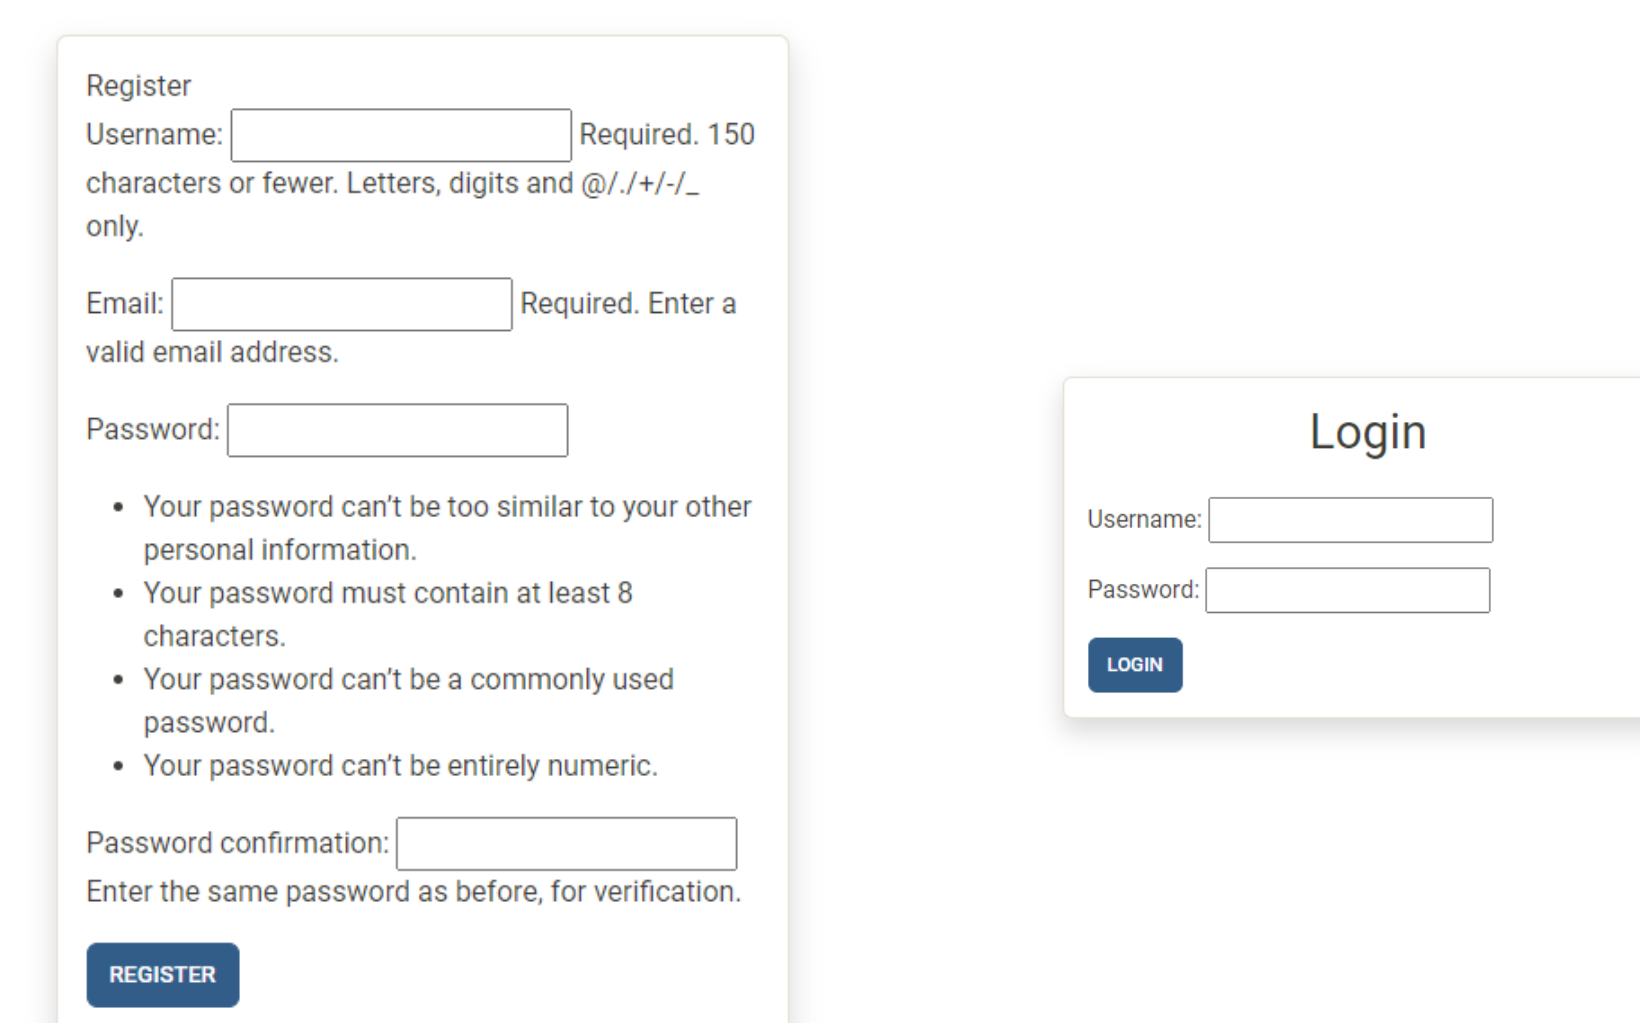 Register
Username: Required. 150
characters or fewer. Letters, digits and @/./+/-/_
only.
Email: Required. Enter a
valid email address.
Password:
• Your password can’t be too similar to your other
personal information.
• Your password must contain at least 8
characters.
• Your password can’t be a commonly used
password.
• Your password can’t be entirely numeric.
Password confirmation:
Enter the same password as before, for verification.
REGISTER
Login
Username:
Password:
LOGIN